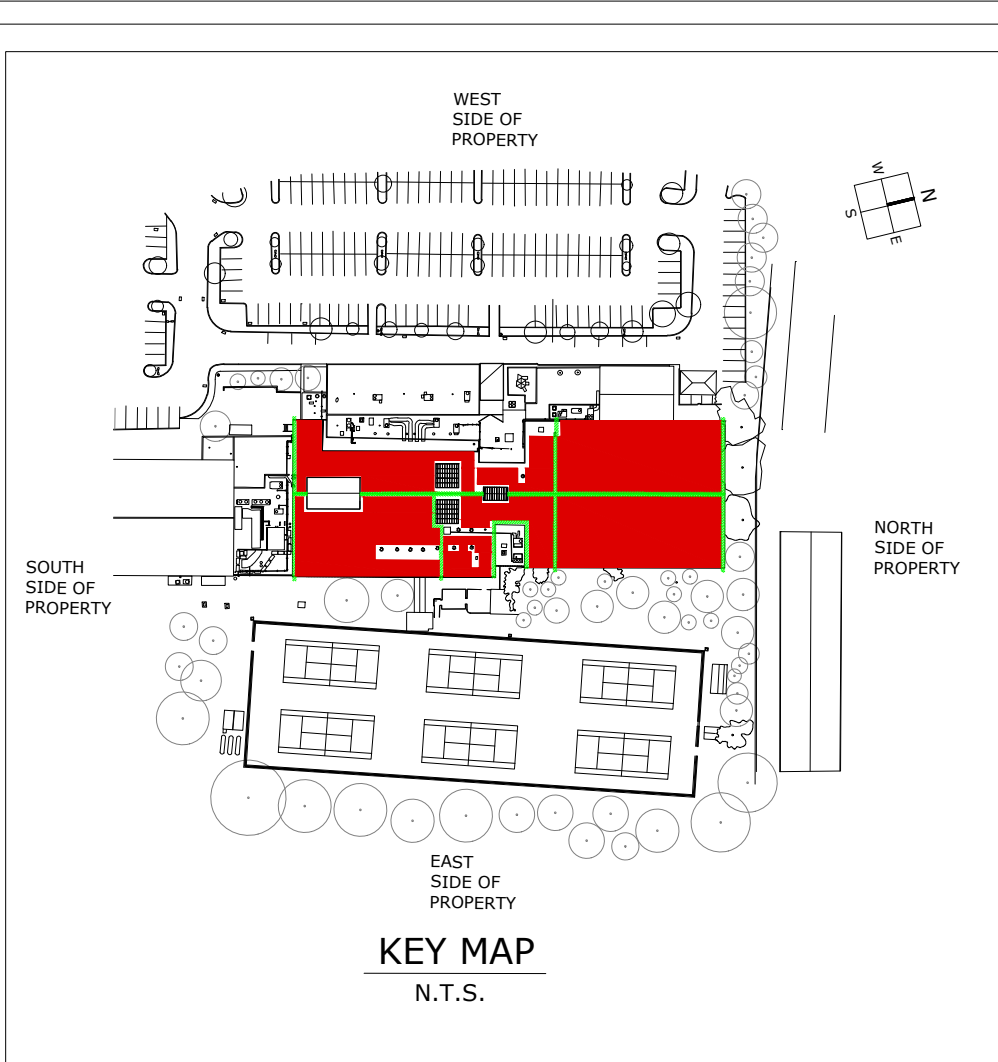 WEST
SIDE OF
PROPERTY
W
N
S
E
NORTH
SIDE OF
PROPERTY
SOUTH
SIDE OF
PROPERTY
EAST
SIDE OF
PROPERTY
KEY MAP
N.T.S.